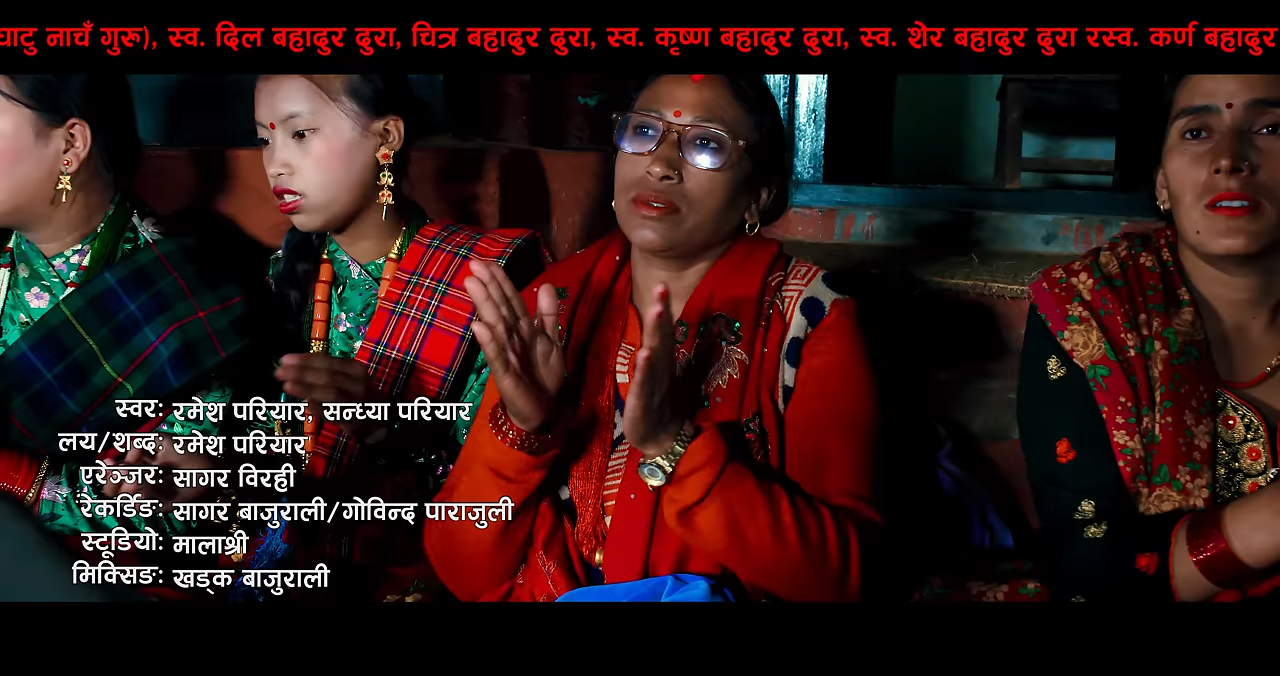 घाटु नाचँ गुरू), स्व. दिल बहादुर दुरा, चित्र बहादुर दुरा, स्व. कृष्ण बहादुर दुरा, स्व. शेर बहादुर दुरा रस्व. कर्ण बहादुर
स्वर: रमेश परियार, सन्ध्या परियार
लय/शब्द: रमेश परियार
एरेञ्जर: सागर विरही
रेकर्डिङ: सागर बाजुराली/गोविन्द पाराजुली
स्टूडियो: मालाश्री
मिक्सिङ: खड्क बाजुराली